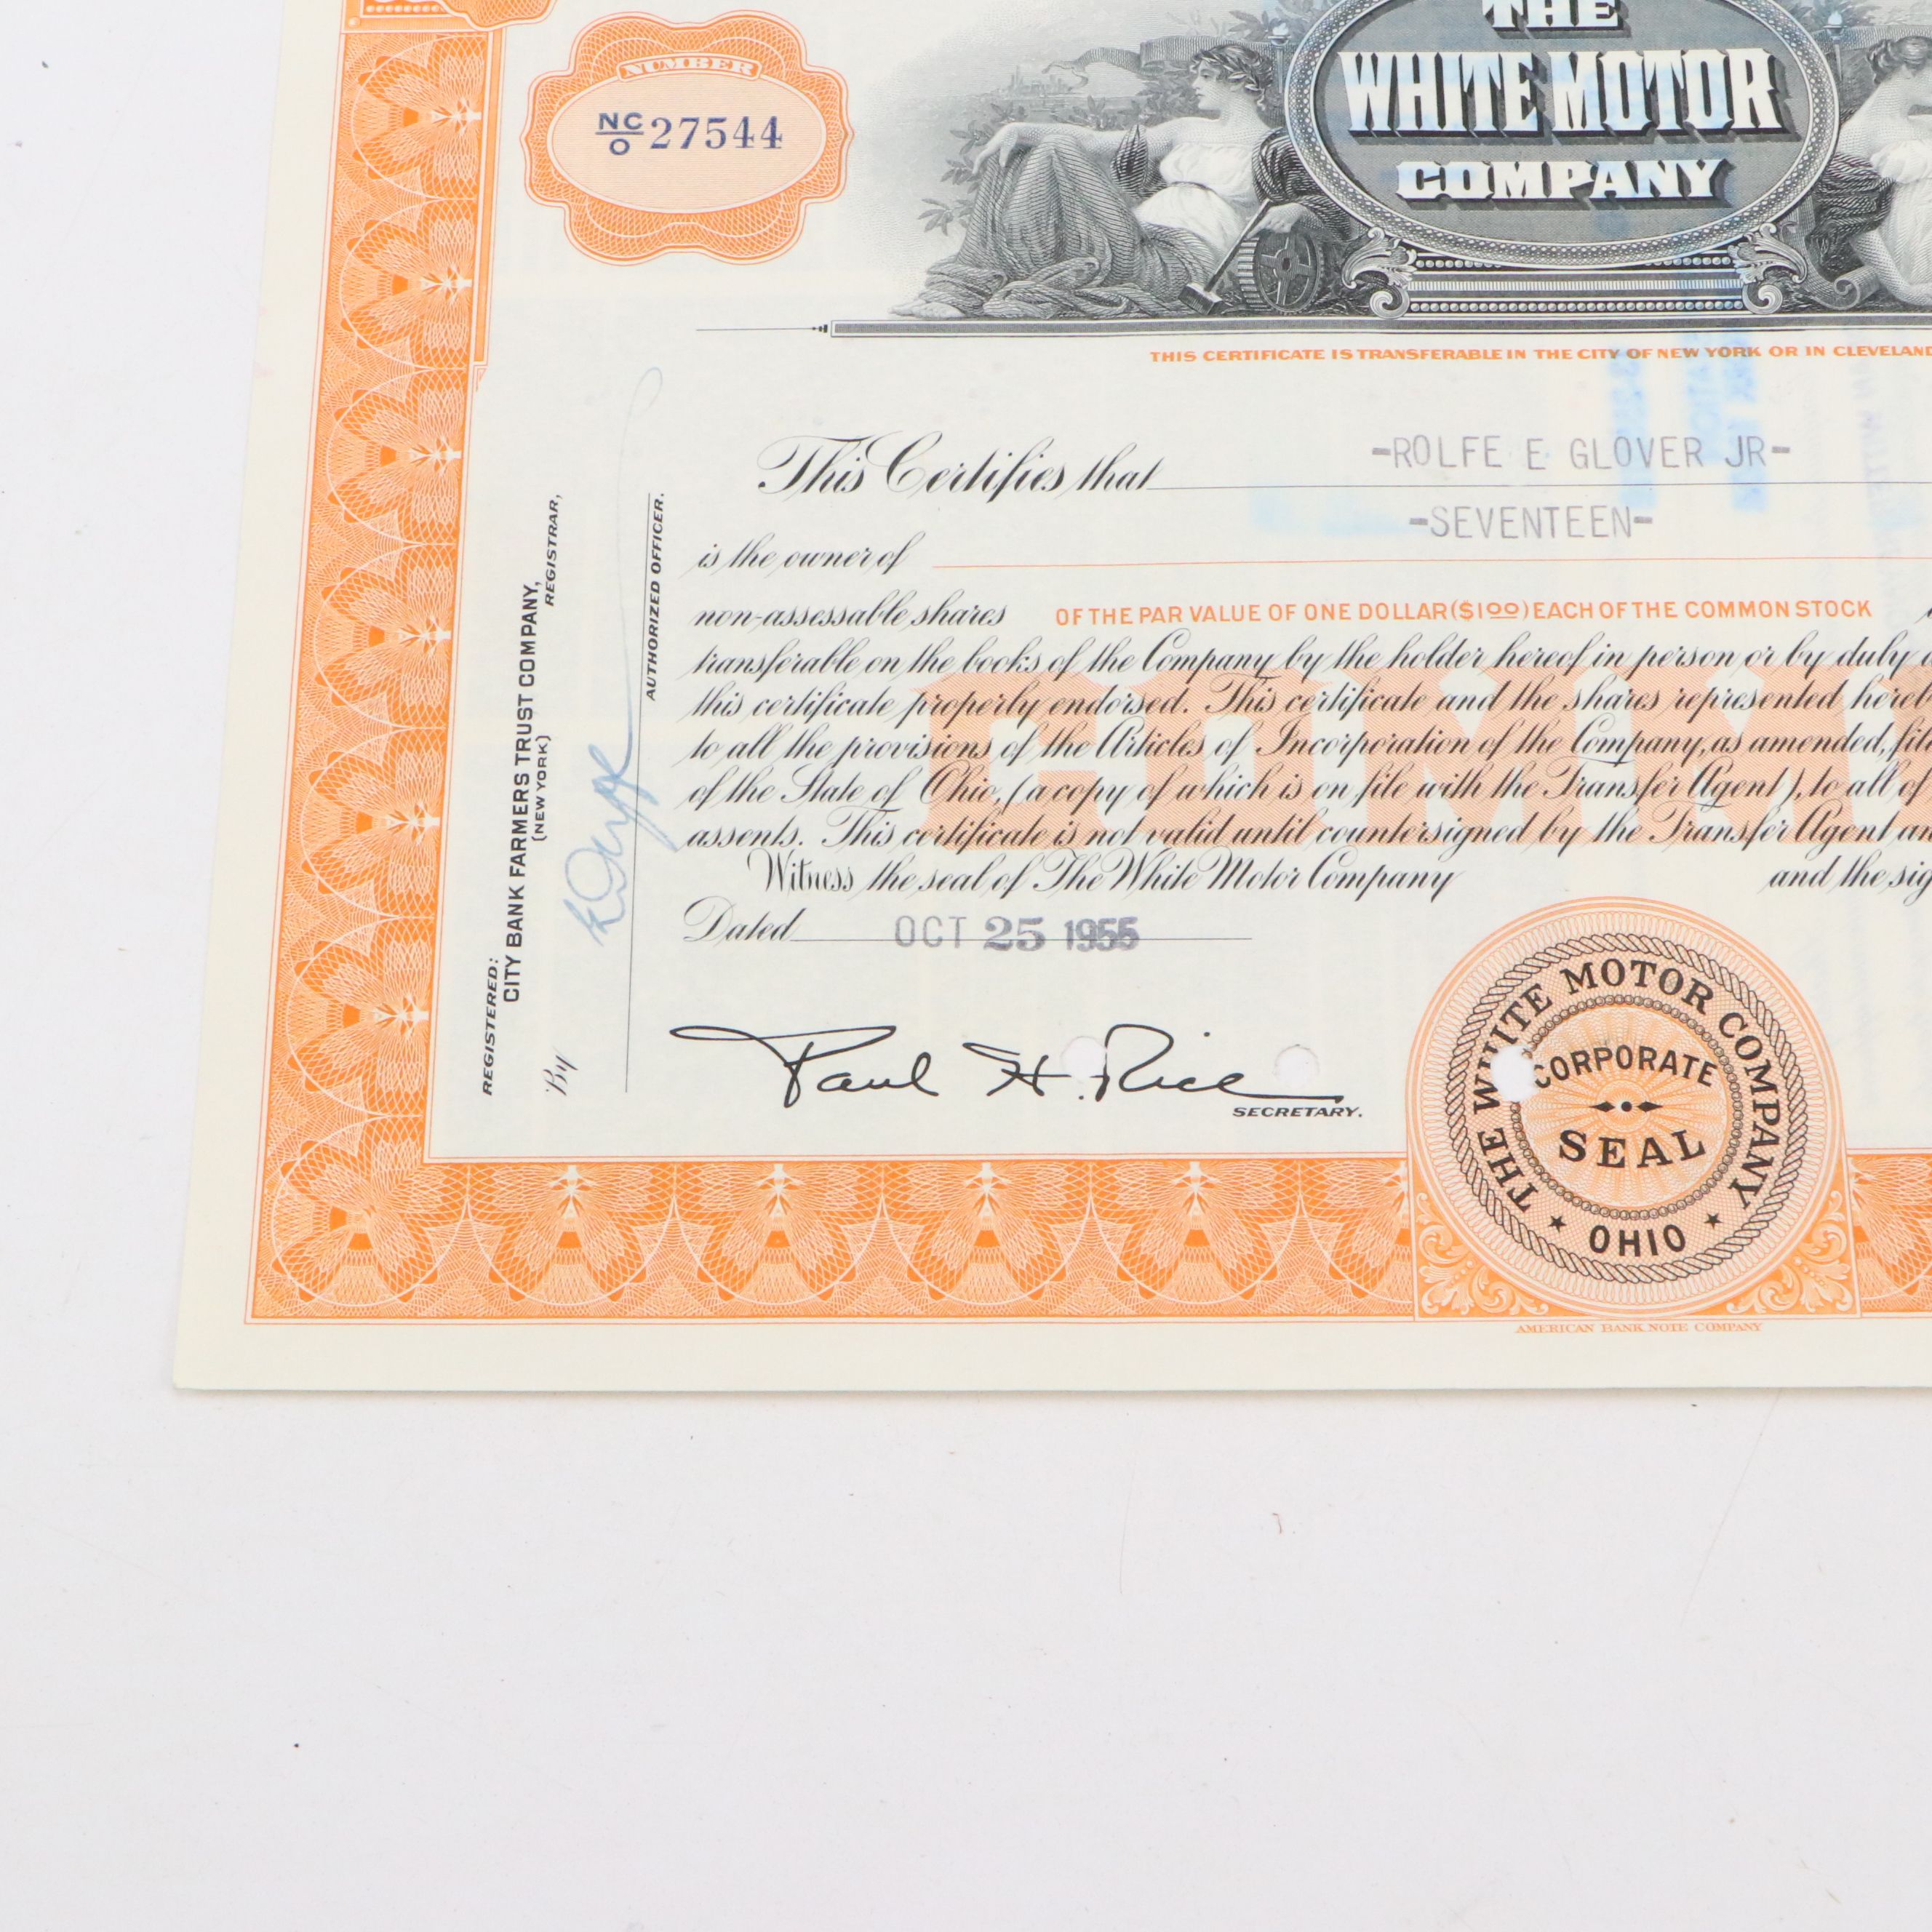 NUMBER
NC/O 27544
THE
WHITE MOTOR
COMPANY
THIS CERTIFICATE IS TRANSFERABLE IN THE CITY OF NEW YORK OR IN CLEVELAND
This Certifies that -ROLFE E GLOVER JR-
-SEVENTEEN-
is the owner of
non-assessable shares OF THE PAR VALUE OF ONE DOLLAR ($1.00) EACH OF THE COMMON STOCK
transferable on the books of the Company by the holder hereof in person or by duly
this certificate properly endorsed. This certificate and the shares represented
to all the provisions of the Articles of Incorporation of the Company, as amended,
of the State of Ohio, (a copy of which is on file with the Transfer Agent), to all of
assents. This certificate is not valid until countersigned by the Transfer Agent
Witness the seal of The White Motor Company and the
Dated OCT 25 1955
Paul H. Rice
SECRETARY.
REGISTERED:
CITY BANK FARMERS TRUST COMPANY,
(NEW YORK) REGISTRAR,
By
AUTHORIZED OFFICER.
THE WHITE MOTOR COMPANY
CORPORATE
SEAL
★ OHIO ★
AMERICAN BANK NOTE COMPANY